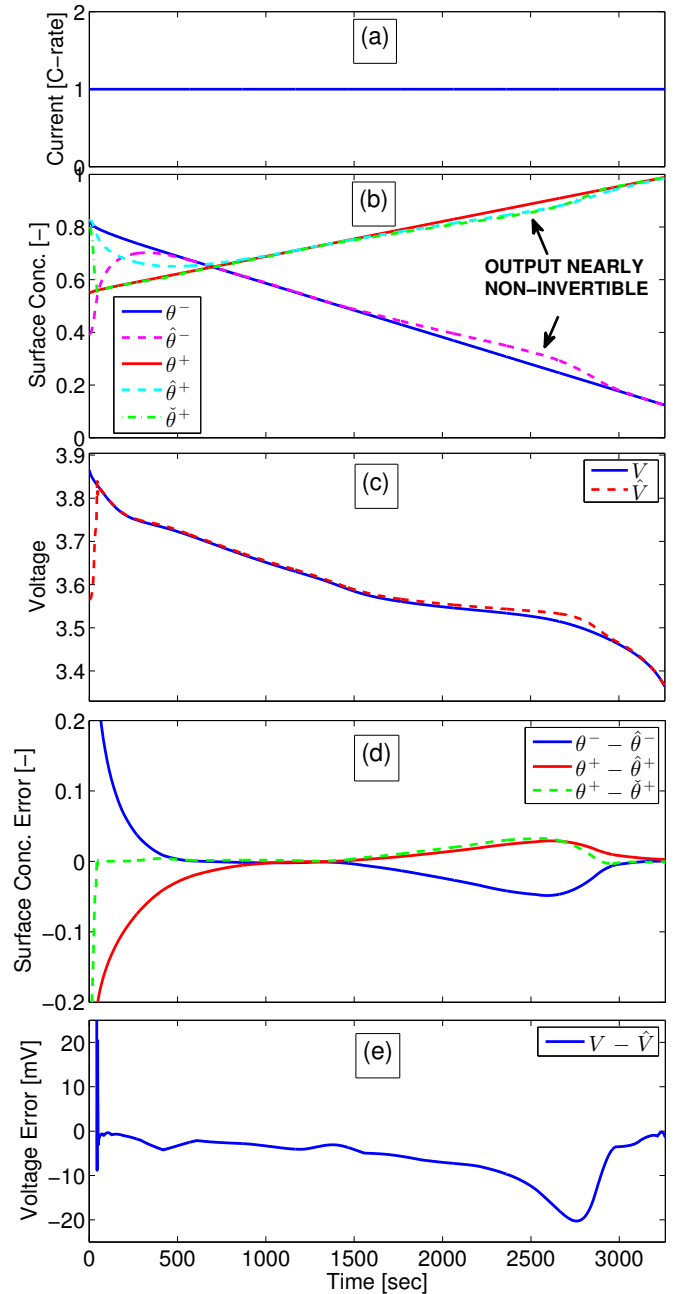 2
1
0
Current [C-rate]
(a)
1
0.8
0.6
0.4
0.2
0
Surface Conc. [-]
(b)
OUTPUT NEARLY
NON-INVERTIBLE
θ⁻
θ̂⁻
θ⁺
θ̂⁺
θ̌⁺
3.9
3.8
3.7
3.6
3.5
3.4
Voltage
(c)
V
V̂
0.2
0.1
0
−0.1
−0.2
Surface Conc. Error [-]
(d)
θ⁻ − θ̂⁻
θ⁺ − θ̂⁺
θ⁺ − θ̌⁺
20
10
0
−10
−20
Voltage Error [mV]
(e)
V − V̂
0 500 1000 1500 2000 2500 3000
Time [sec]